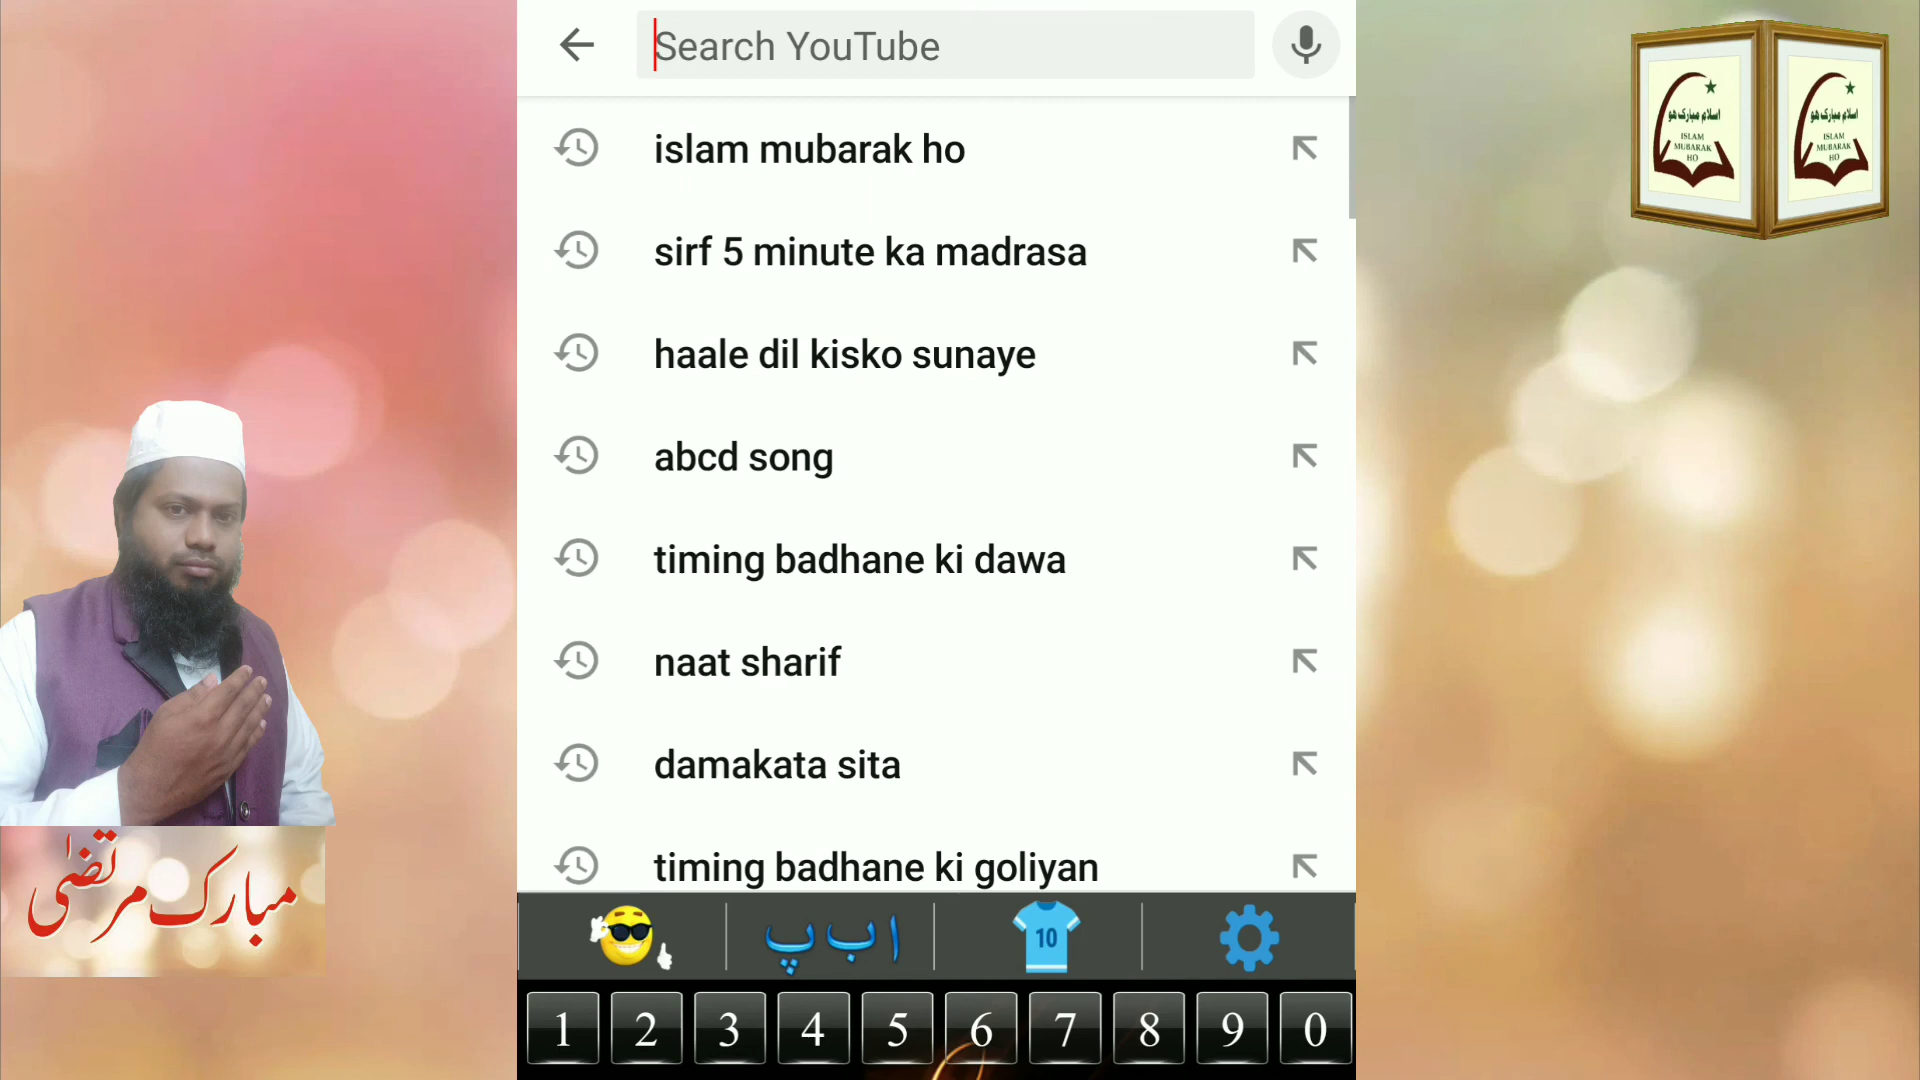 Search YouTube
islam mubarak ho
sirf 5 minute ka madrasa
haale dil kisko sunaye
abcd song
timing badhane ki dawa
naat sharif
damakata sita
timing badhane ki goliyan
ا ب پ
10
1 2 3 4 5 6 7 8 9 0
اسلام مبارک ہو
ISLAM
MUBARAK
HO
اسلام مبارک ہو
ISLAM
MUBARAK
HO
مبارک مرتضیٰ